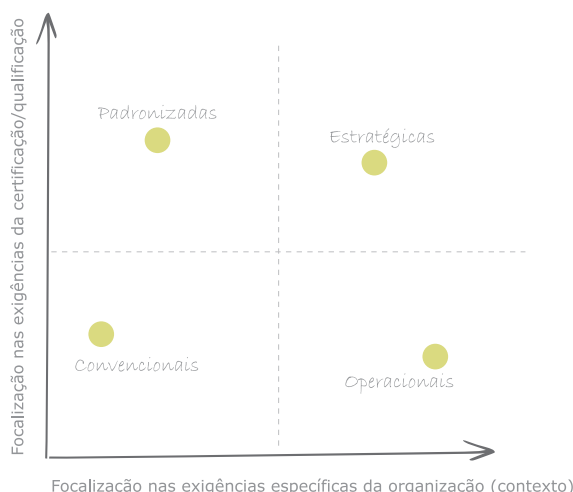 Focalização nas exigências da certificação/qualificação
Padronizadas
Estratégicas
Convencionais
Operacionais
Focalização nas exigências específicas da organização (contexto)